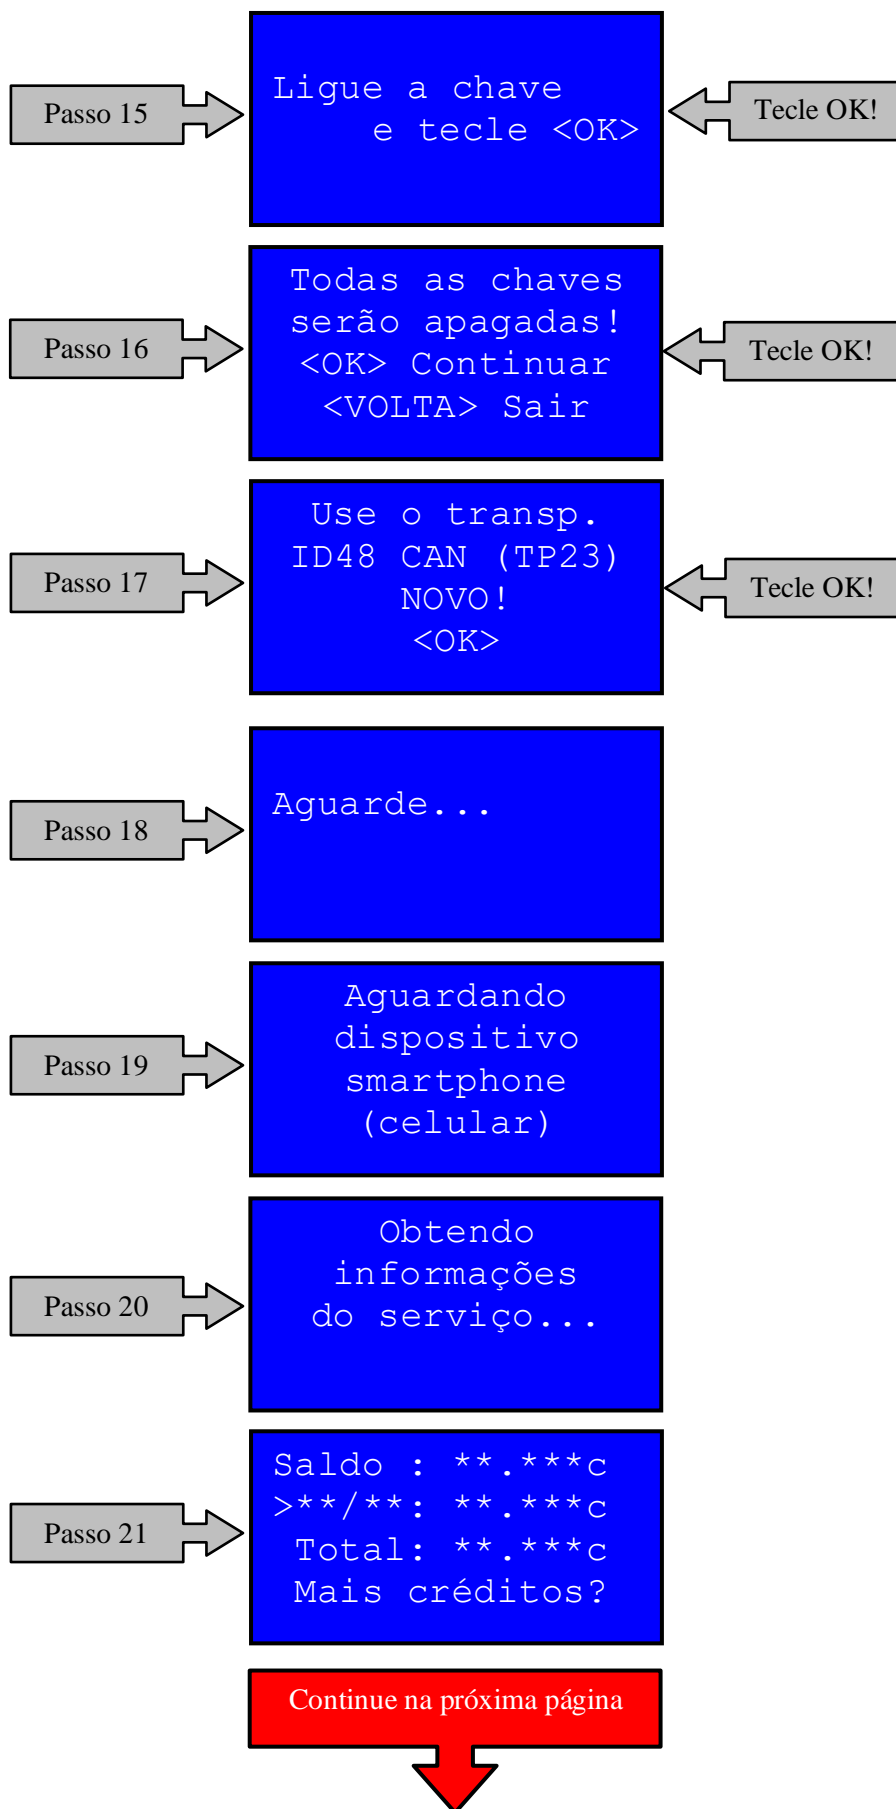 Passo 15
Ligue a chave
e tecle <OK>
Tecle OK!
Passo 16
Todas as chaves
serão apagadas!
<OK> Continuar
<VOLTA> Sair
Tecle OK!
Passo 17
Use o transp.
ID48 CAN (TP23)
NOVO!
<OK>
Tecle OK!
Passo 18
Aguarde...
Passo 19
Aguardando
dispositivo
smartphone
(celular)
Passo 20
Obtendo
informações
do serviço...
Passo 21
Saldo : **.***c
>**/**: **.***c
Total: **.***c
Mais créditos?
Continue na próxima página